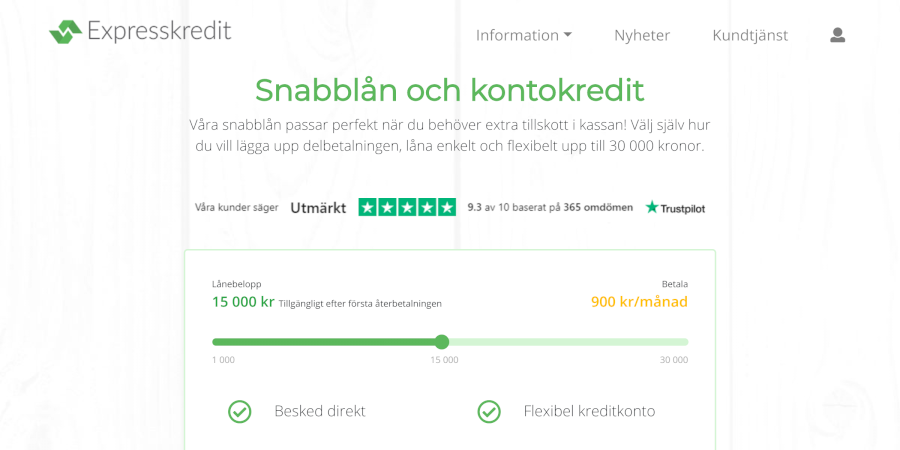 Expresskredit
Information Nyheter Kundtjänst
Snabblån och kontokredit
Våra snabblån passar perfekt när du behöver extra tillskott i kassan! Välj själv hur
du vill lägga upp delbetalningen, låna enkelt och flexibelt upp till 30 000 kronor.
Våra kunder säger Utmärkt 9.3 av 10 baserat på 365 omdömen Trustpilot
Lånebelopp Betala
15 000 kr Tillgängligt efter första återbetalningen 900 kr/månad
1 000 15 000 30 000
Besked direkt Flexibel kreditkonto